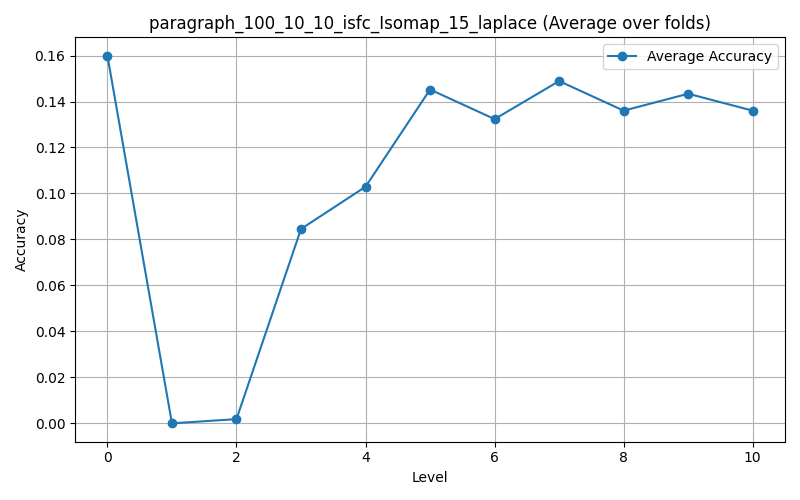 paragraph_100_10_10_isfc_Isomap_15_laplace (Average over folds)
Average Accuracy
0.16
0.14
0.12
0.10
0.08
0.06
0.04
0.02
0.00
Accuracy
0 2 4 6 8 10
Level